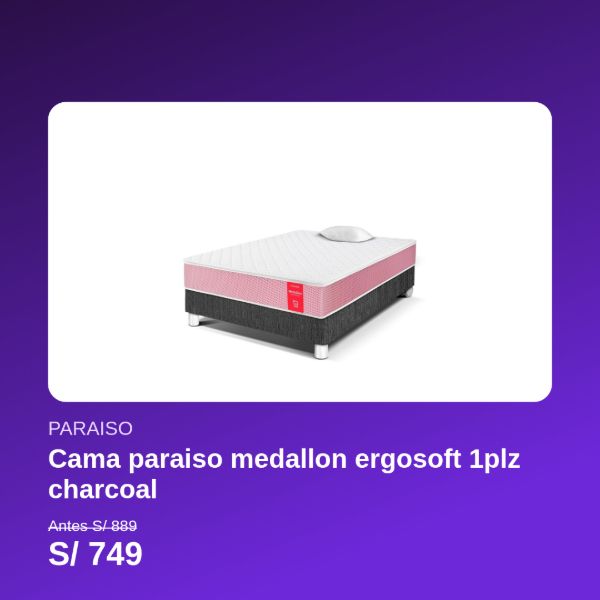 PARAISO
Cama paraiso medallon ergosoft 1plz
charcoal
Antes S/ 889
S/ 749